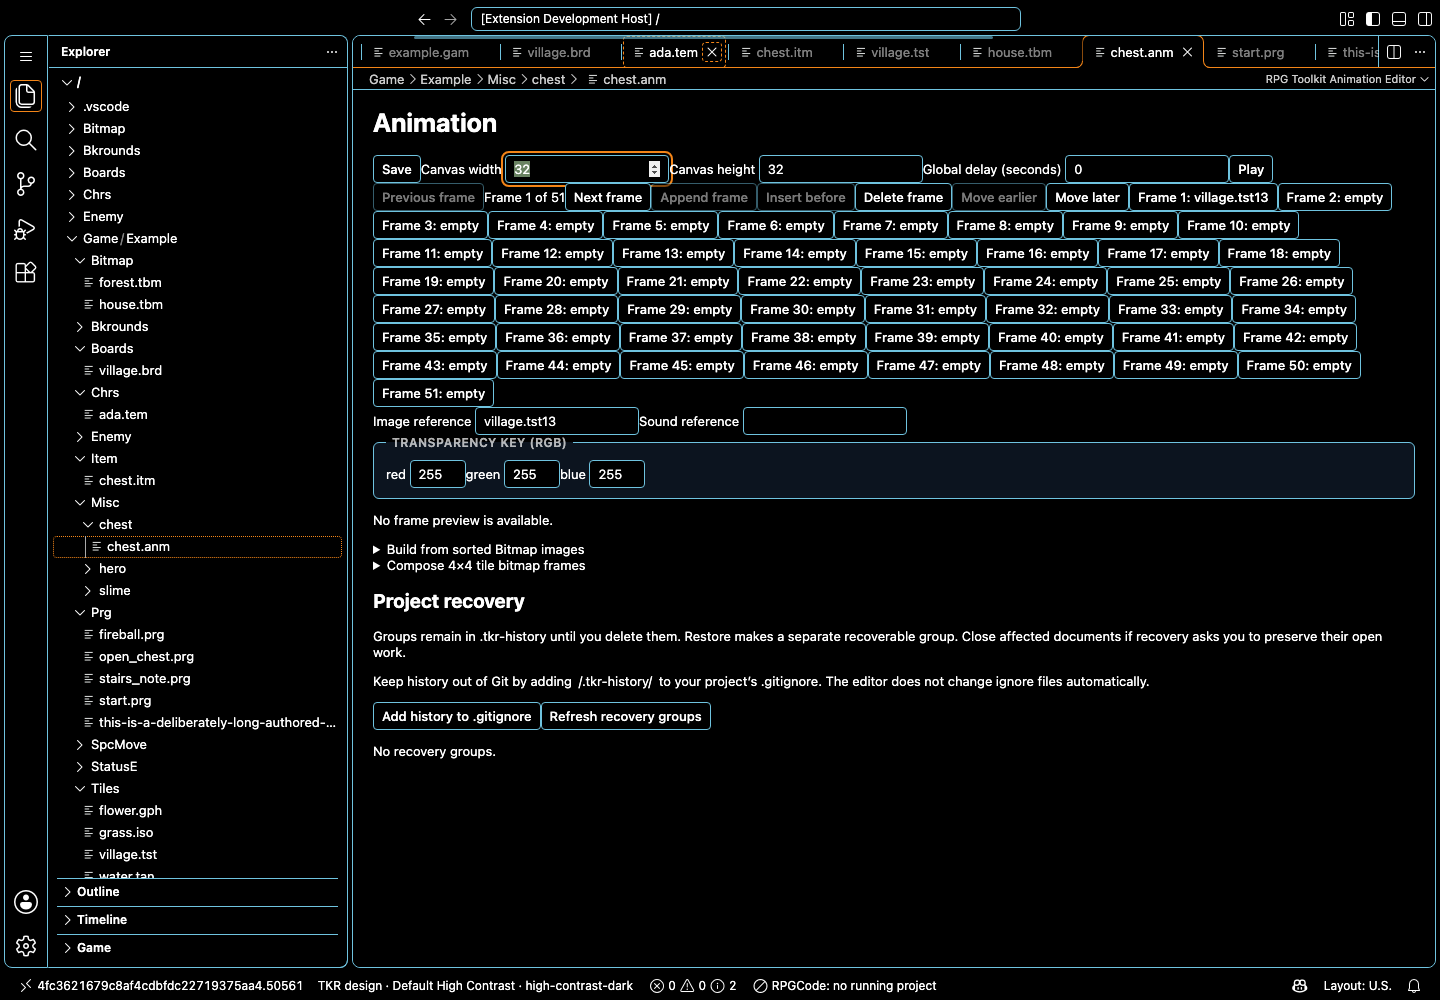 [Extension Development Host] /
Explorer
/
.vscode
Bitmap
Bkrounds
Boards
Chrs
Enemy
Game/Example
Bitmap
forest.tbm
house.tbm
Bkrounds
Boards
village.brd
Chrs
ada.tem
Enemy
Item
chest.itm
Misc
chest
chest.anm
hero
slime
Prg
fireball.prg
open_chest.prg
stairs_note.prg
start.prg
this-is-a-deliberately-long-authored-...
SpcMove
StatusE
Tiles
flower.gph
grass.iso
village.tst
water.tan
Outline
Timeline
Game
example.gam village.brd ada.tem chest.itm village.tst house.tbm chest.anm start.prg this-is
Game > Example > Misc > chest > chest.anm RPG Toolkit Animation Editor
Animation
Save Canvas width 32 Canvas height 32 Global delay (seconds) 0 Play
Previous frame Frame 1 of 51 Next frame Append frame Insert before Delete frame Move earlier Move later Frame 1: village.tst13 Frame 2: empty
Frame 3: empty Frame 4: empty Frame 5: empty Frame 6: empty Frame 7: empty Frame 8: empty Frame 9: empty Frame 10: empty
Frame 11: empty Frame 12: empty Frame 13: empty Frame 14: empty Frame 15: empty Frame 16: empty Frame 17: empty Frame 18: empty
Frame 19: empty Frame 20: empty Frame 21: empty Frame 22: empty Frame 23: empty Frame 24: empty Frame 25: empty Frame 26: empty
Frame 27: empty Frame 28: empty Frame 29: empty Frame 30: empty Frame 31: empty Frame 32: empty Frame 33: empty Frame 34: empty
Frame 35: empty Frame 36: empty Frame 37: empty Frame 38: empty Frame 39: empty Frame 40: empty Frame 41: empty Frame 42: empty
Frame 43: empty Frame 44: empty Frame 45: empty Frame 46: empty Frame 47: empty Frame 48: empty Frame 49: empty Frame 50: empty
Frame 51: empty
Image reference village.tst13 Sound reference
TRANSPARENCY KEY (RGB)
red 255 green 255 blue 255
No frame preview is available.
Build from sorted Bitmap images
Compose 4×4 tile bitmap frames
Project recovery
Groups remain in .tkr-history until you delete them. Restore makes a separate recoverable group. Close affected documents if recovery asks you to preserve their open
work.
Keep history out of Git by adding /.tkr-history/ to your project's .gitignore. The editor does not change ignore files automatically.
Add history to .gitignore Refresh recovery groups
No recovery groups.
4fc3621679c8af4cdbfdc22719375aa4.50561 TKR design · Default High Contrast · high-contrast-dark 0 0 2 RPGCode: no running project Layout: U.S.